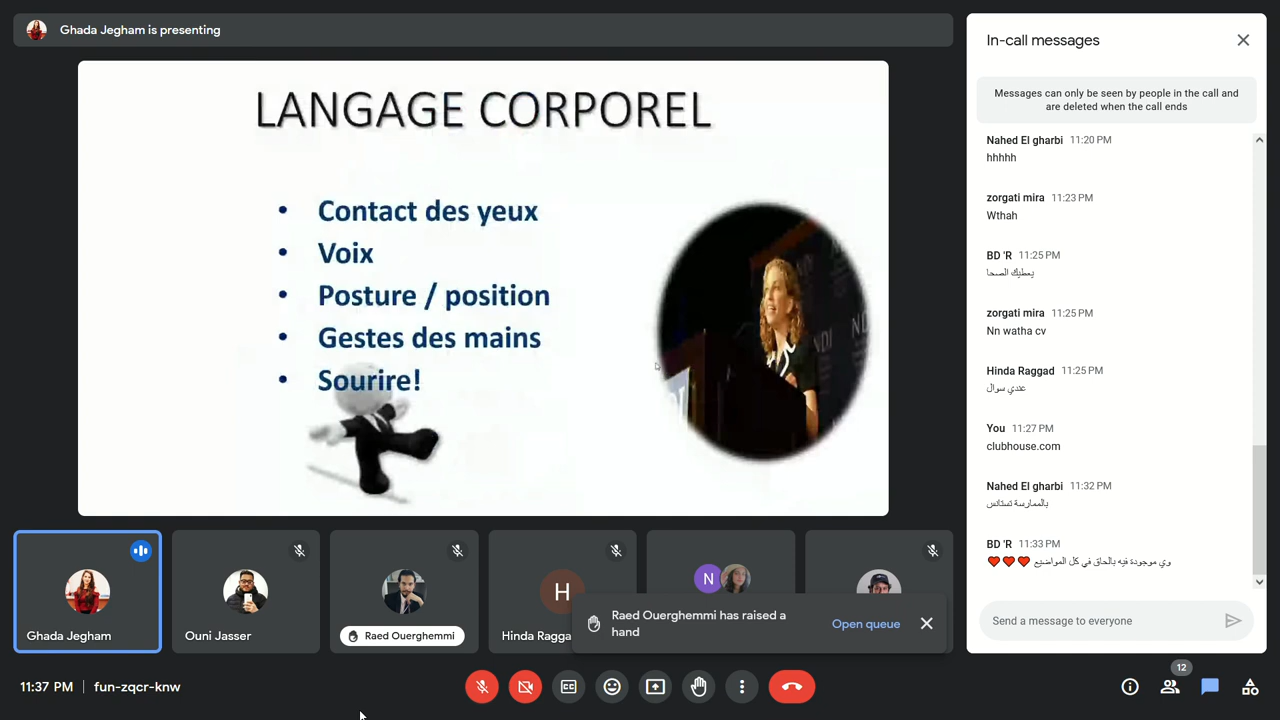 Ghada Jegham is presenting
LANGAGE CORPOREL
• Contact des yeux
• Voix
• Posture / position
• Gestes des mains
• Sourire!
NDI
Ghada Jegham
Ouni Jasser
Raed Ouerghemmi
H
Hinda Ragga
N
Raed Ouerghemmi has raised a
hand
Open queue
11:37 PM | fun-zqcr-knw
In-call messages
Messages can only be seen by people in the call and
are deleted when the call ends
Nahed El gharbi 11:20 PM
hhhhh
zorgati mira 11:23 PM
Wthah
BD 'R 11:25 PM
يعطيك الصحا
zorgati mira 11:25 PM
Nn watha cv
Hinda Raggad 11:25 PM
عندي سوال
You 11:27 PM
clubhouse.com
Nahed El gharbi 11:32 PM
بالممارسة تستانس
BD 'R 11:33 PM
وي موجودة فيه بالحاق في كل المواضيع ❤️ ❤️ ❤️
Send a message to everyone
12